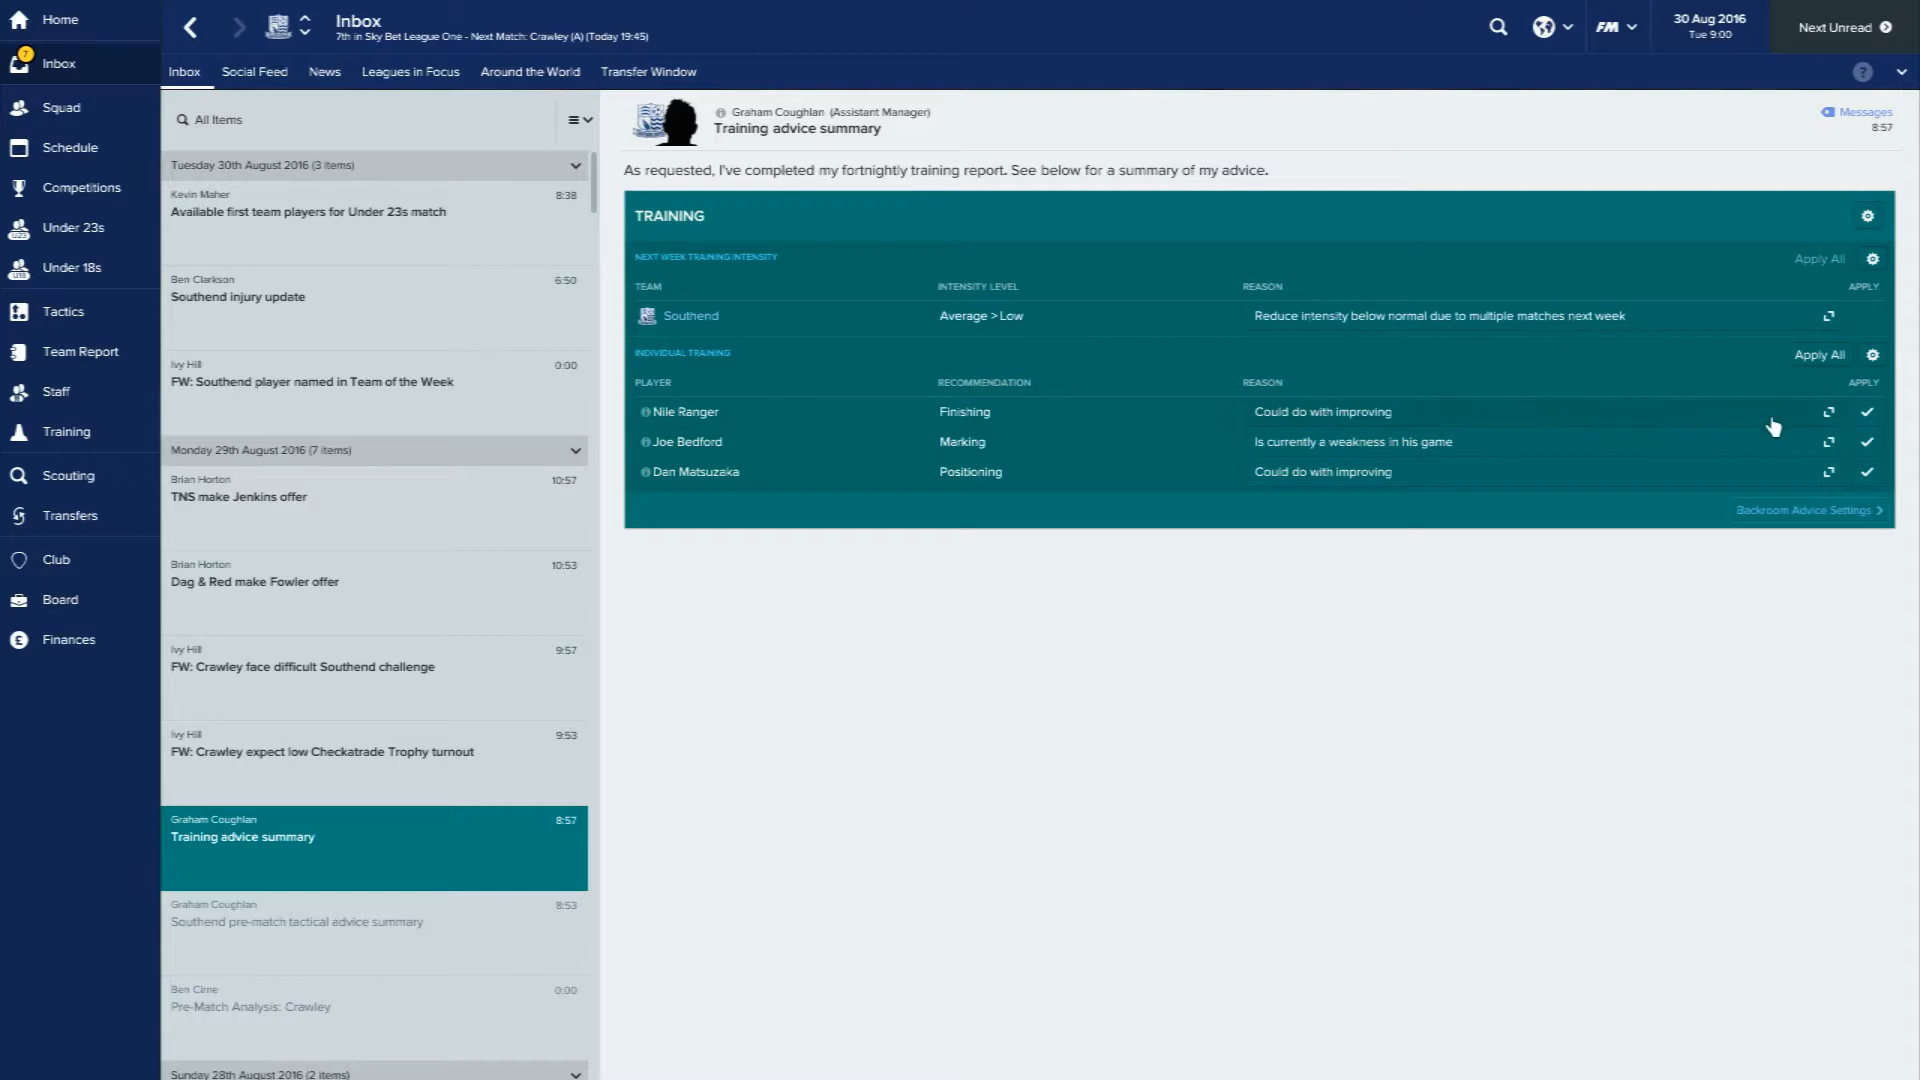 Home
7
Inbox
Squad
Schedule
Competitions
U23
Under 23s
U18
Under 18s
Tactics
Team Report
Staff
Training
Scouting
Transfers
Club
Board
£
Finances
Inbox
7th in Sky Bet League One - Next Match: Crawley (A) (Today 19:45)
FM
30 Aug 2016
Tue 9:00
Next Unread
Inbox
Social Feed
News
Leagues in Focus
Around the World
Transfer Window
?
All Items
Tuesday 30th August 2016 (3 items)
Kevin Maher 8:38
Available first team players for Under 23s match
Ben Clarkson 6:50
Southend injury update
Ivy Hill 0:00
FW: Southend player named in Team of the Week
Monday 29th August 2016 (7 items)
Brian Horton 10:57
TNS make Jenkins offer
Brian Horton 10:53
Dag & Red make Fowler offer
Ivy Hill 9:57
FW: Crawley face difficult Southend challenge
Ivy Hill 9:53
FW: Crawley expect low Checkatrade Trophy turnout
Graham Coughlan 8:57
Training advice summary
Graham Coughlan 8:53
Southend pre-match tactical advice summary
Ben Cirne 0:00
Pre-Match Analysis: Crawley
Sunday 28th August 2016 (2 items)
Graham Coughlan (Assistant Manager)
Training advice summary
Messages
8:57
As requested, I've completed my fortnightly training report. See below for a summary of my advice.
TRAINING
NEXT WEEK TRAINING INTENSITY Apply All
TEAM INTENSITY LEVEL REASON APPLY
Southend Average > Low Reduce intensity below normal due to multiple matches next week
INDIVIDUAL TRAINING Apply All
PLAYER RECOMMENDATION REASON APPLY
Nile Ranger Finishing Could do with improving
Joe Bedford Marking Is currently a weakness in his game
Dan Matsuzaka Positioning Could do with improving
Backroom Advice Settings >